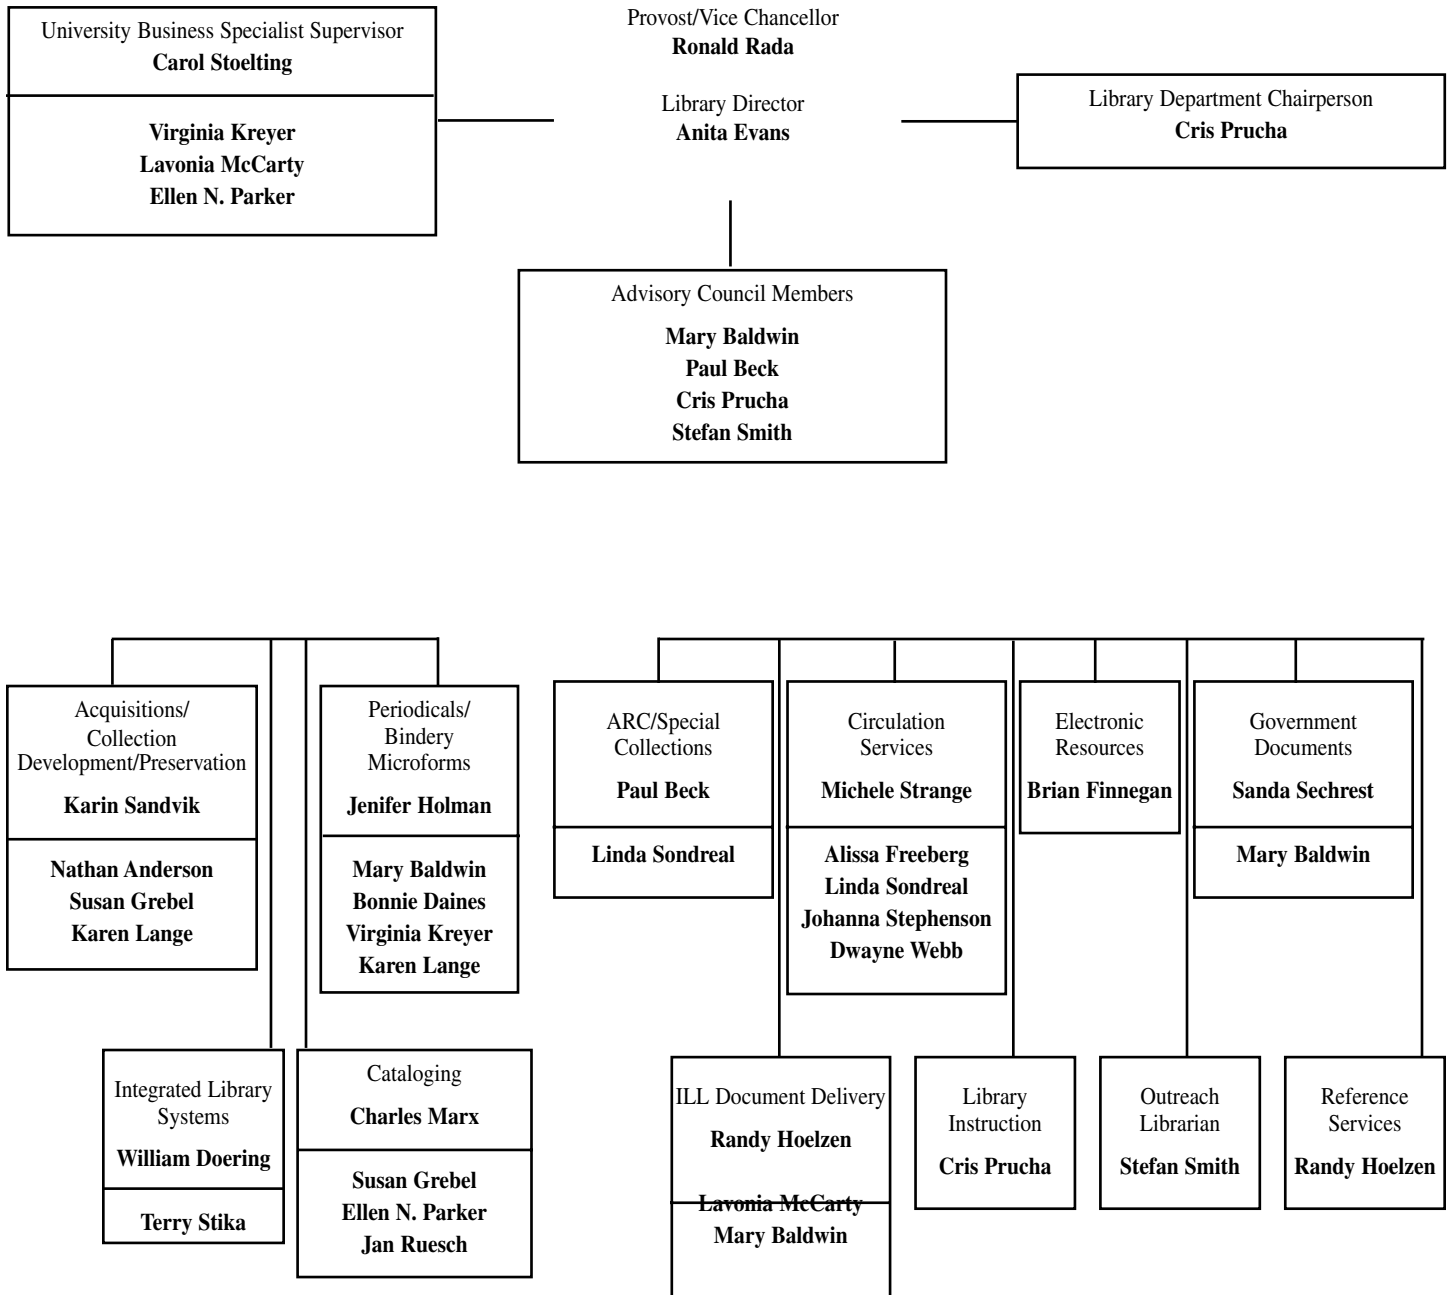 University Business Specialist Supervisor
Carol Stoelting
Virginia Kreyer
Lavonia McCarty
Ellen N. Parker
Provost/Vice Chancellor
Ronald Rada
Library Director
Anita Evans
Library Department Chairperson
Cris Prucha
Advisory Council Members
Mary Baldwin
Paul Beck
Cris Prucha
Stefan Smith
Acquisitions/
Collection
Development/Preservation
Karin Sandvik
Nathan Anderson
Susan Grebel
Karen Lange
Periodicals/
Bindery
Microforms
Jenifer Holman
Mary Baldwin
Bonnie Daines
Virginia Kreyer
Karen Lange
ARC/Special
Collections
Paul Beck
Linda Sondreal
Circulation
Services
Michele Strange
Alissa Freeberg
Linda Sondreal
Johanna Stephenson
Dwayne Webb
Electronic
Resources
Brian Finnegan
Government
Documents
Sanda Sechrest
Mary Baldwin
Integrated Library
Systems
William Doering
Terry Stika
Cataloging
Charles Marx
Susan Grebel
Ellen N. Parker
Jan Ruesch
ILL Document Delivery
Randy Hoelzen
Lavonia McCarty
Mary Baldwin
Library
Instruction
Cris Prucha
Outreach
Librarian
Stefan Smith
Reference
Services
Randy Hoelzen